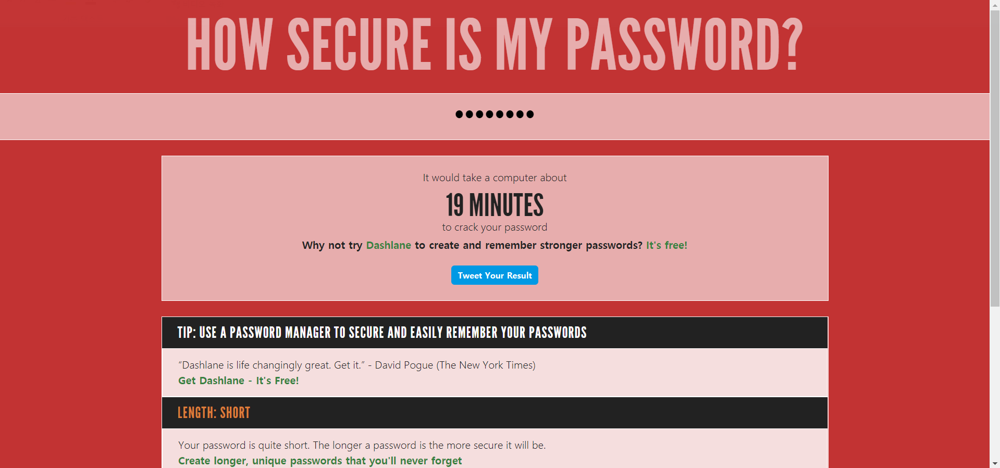 HOW SECURE IS MY PASSWORD?
••••••••
It would take a computer about
19 MINUTES
to crack your password
Why not try Dashlane to create and remember stronger passwords? It's free!
Tweet Your Result
TIP: USE A PASSWORD MANAGER TO SECURE AND EASILY REMEMBER YOUR PASSWORDS
“Dashlane is life changingly great. Get it.” - David Pogue (The New York Times)
Get Dashlane - It's Free!
LENGTH: SHORT
Your password is quite short. The longer a password is the more secure it will be.
Create longer, unique passwords that you'll never forget